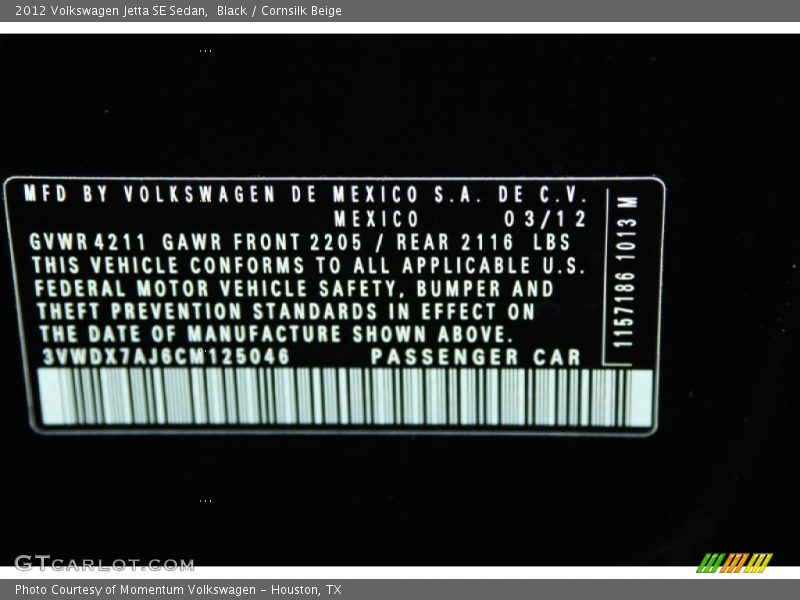 2012 Volkswagen Jetta SE Sedan,  Black / Cornsilk Beige
MFD BY VOLKSWAGEN DE MEXICO S.A. DE C.V.
MEXICO 03/12
GVWR 4211 GAWR FRONT 2205 / REAR 2116 LBS
THIS VEHICLE CONFORMS TO ALL APPLICABLE U.S.
FEDERAL MOTOR VEHICLE SAFETY, BUMPER AND
THEFT PREVENTION STANDARDS IN EFFECT ON
THE DATE OF MANUFACTURE SHOWN ABOVE.
3VWDX7AJ6CM125046 PASSENGER CAR
1157186 1013 M
GTCARLOT.COM
Photo Courtesy of Momentum Volkswagen - Houston, TX